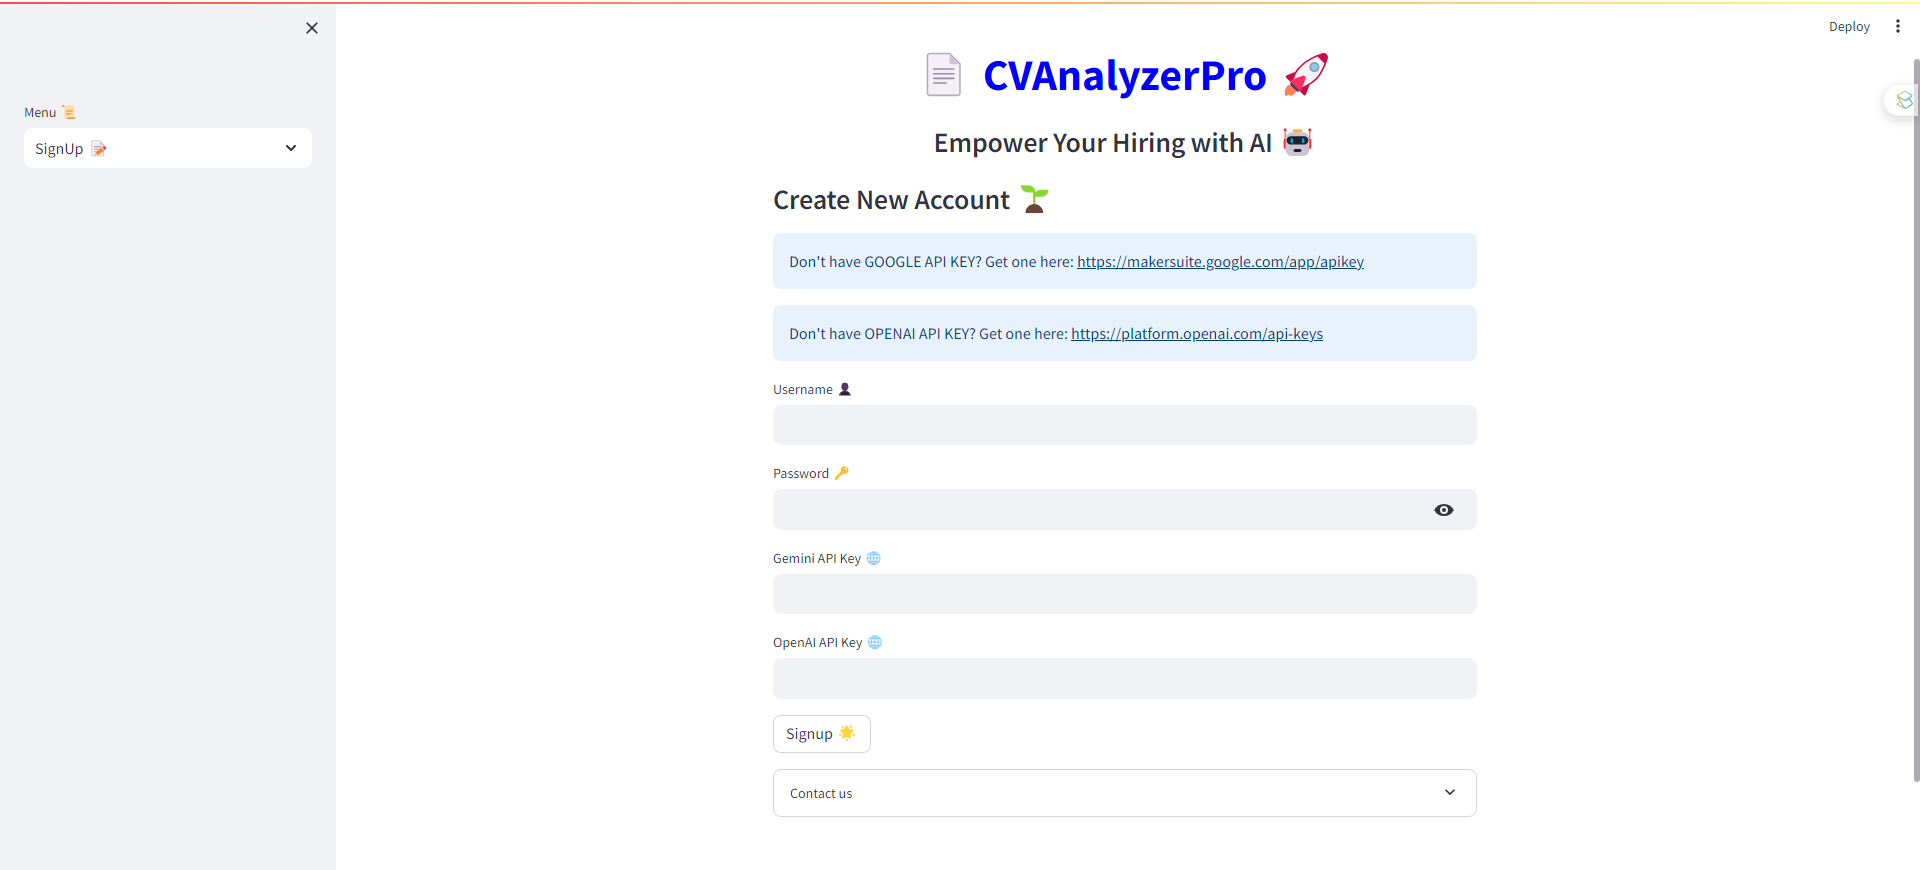 Deploy
Menu 📜
SignUp 📝
📄 CVAnalyzerPro 🚀
Empower Your Hiring with AI 🤖
Create New Account 🌱
Don't have GOOGLE API KEY? Get one here: https://makersuite.google.com/app/apikey
Don't have OPENAI API KEY? Get one here: https://platform.openai.com/api-keys
Username 👤
Password 🔑
Gemini API Key 🌐
OpenAI API Key 🌐
Signup 🌟
Contact us